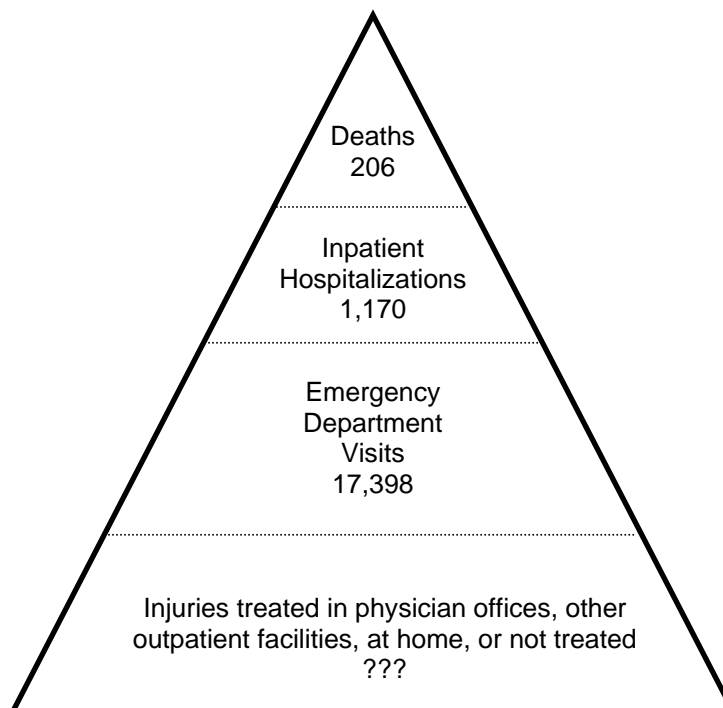 Deaths
206
Inpatient
Hospitalizations
1,170
Emergency
Department
Visits
17,398
Injuries treated in physician offices, other
outpatient facilities, at home, or not treated
???